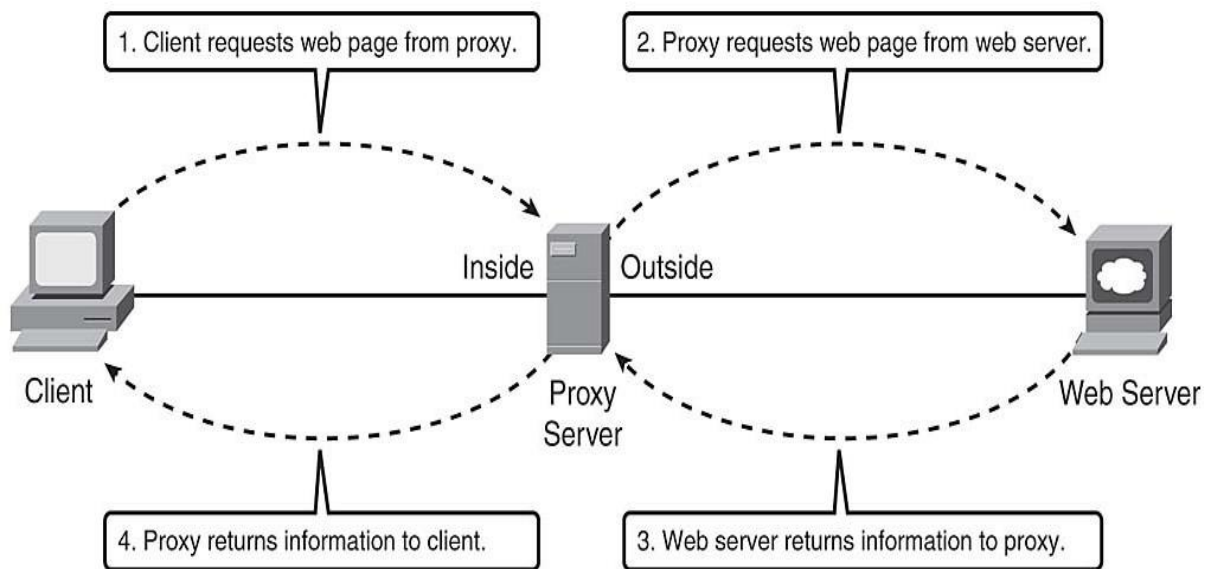 1. Client requests web page from proxy.
2. Proxy requests web page from web server.
Inside
Outside
Client
Proxy
Server
Web Server
4. Proxy returns information to client.
3. Web server returns information to proxy.